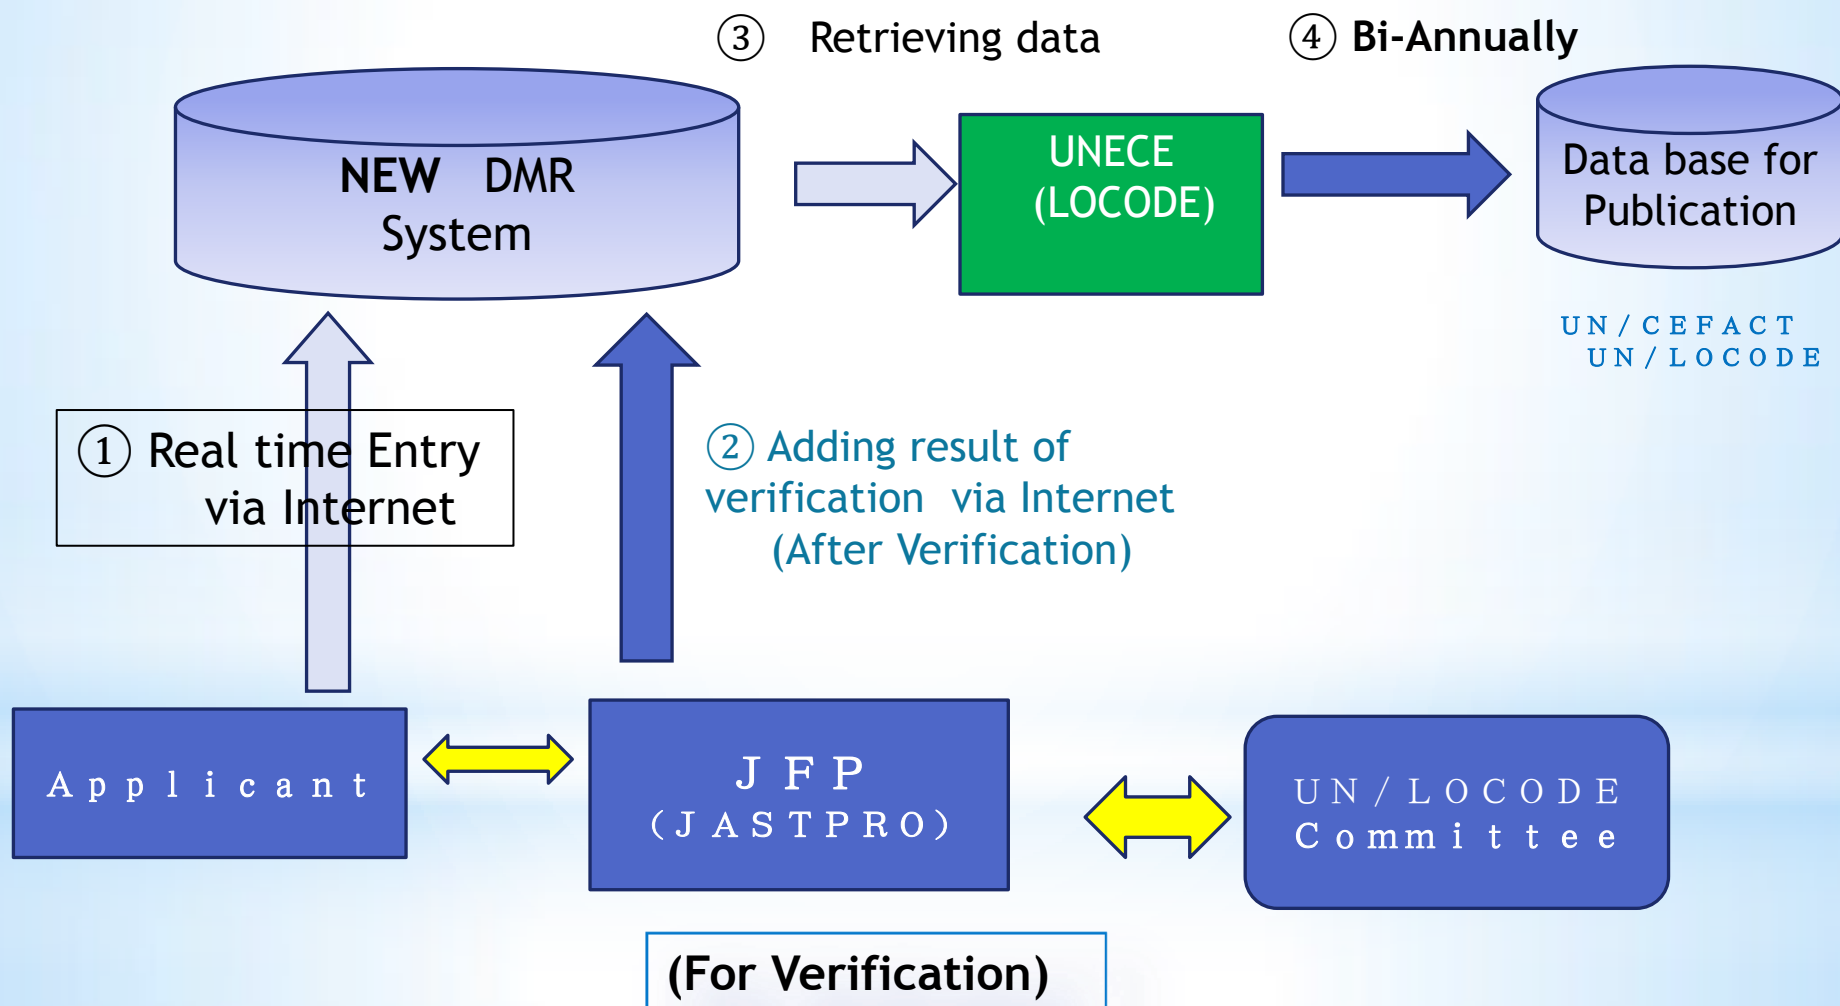 ③ Retrieving data
④ Bi-Annually
NEW DMR
System
UNECE
(LOCODE)
Data base for
Publication
UN/CEFACT
UN/LOCODE
① Real time Entry
via Internet
② Adding result of
verification via Internet
(After Verification)
Applicant
JFP
(JASTPRO)
UN/LOCODE
Committee
(For Verification)